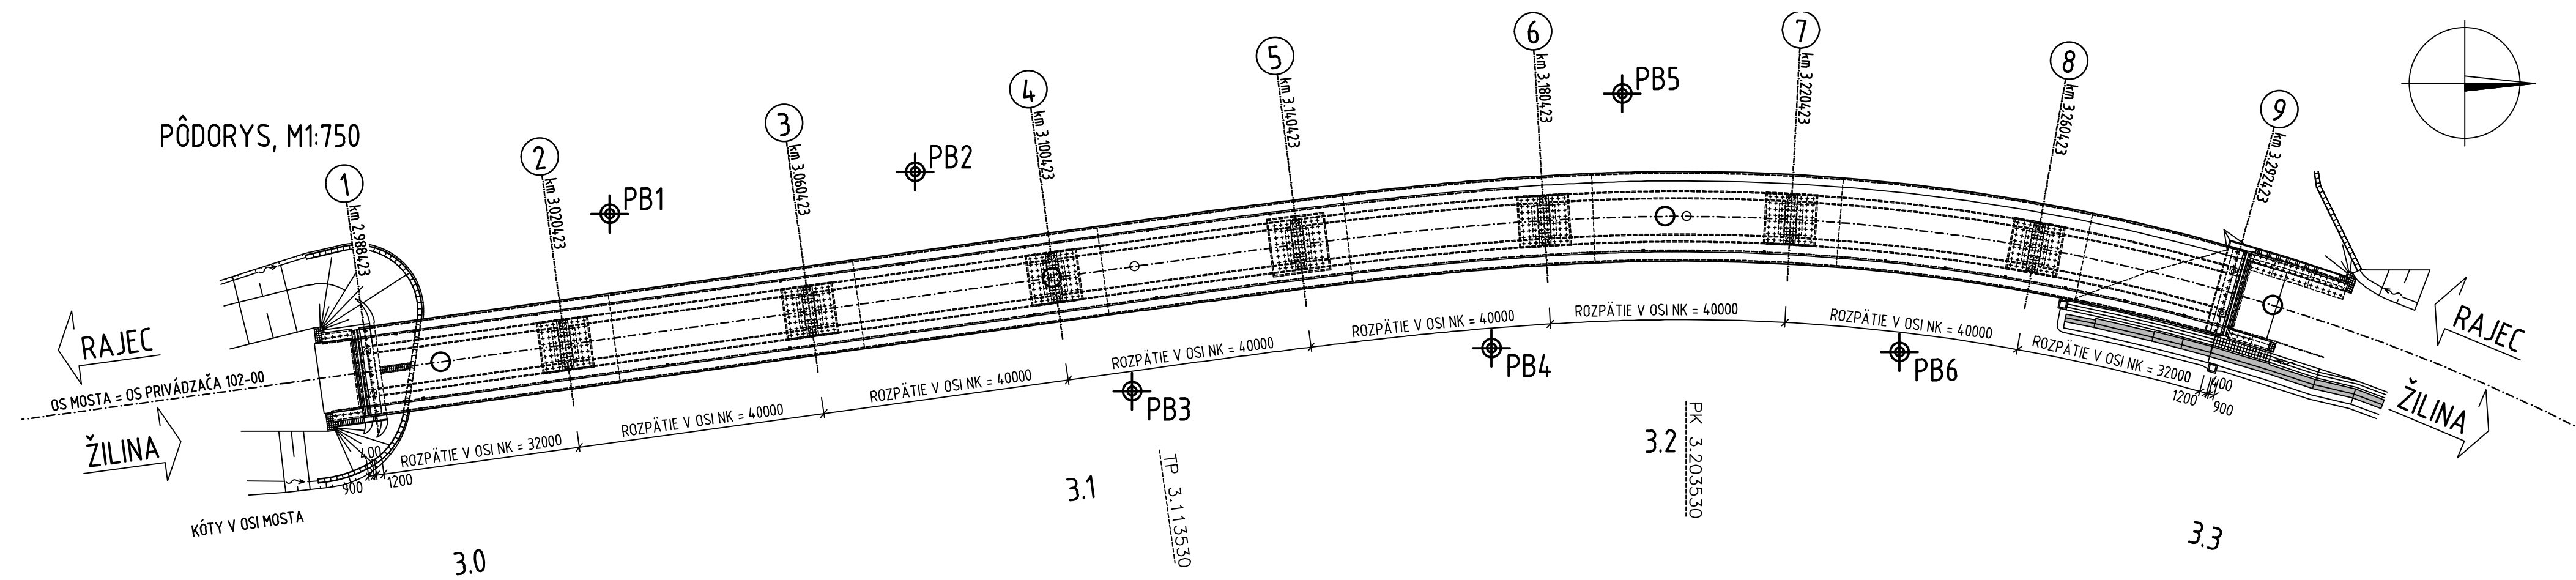 PÔDORYS, M1:750
1
km 2.988423
2
km 3.020423
3
km 3.060423
4
km 3.100423
5
km 3.140423
6
km 3.180423
7
km 3.220423
8
km 3.260423
9
km 3.292423
PB1
PB2
PB5
RAJEC
OS MOSTA = OS PRIVÁDZAČA 102-00
ŽILINA
RAJEC
ŽILINA
400
900
1200
ROZPÄTIE V OSI NK = 32000
ROZPÄTIE V OSI NK = 40000
ROZPÄTIE V OSI NK = 40000
ROZPÄTIE V OSI NK = 40000
ROZPÄTIE V OSI NK = 40000
ROZPÄTIE V OSI NK = 40000
ROZPÄTIE V OSI NK = 40000
ROZPÄTIE V OSI NK = 32000
400
1200
900
PB3
PB4
PB6
KÓTY V OSI MOSTA
3.0
3.1
TP 3.113530
3.2
PK 3.203530
3.3